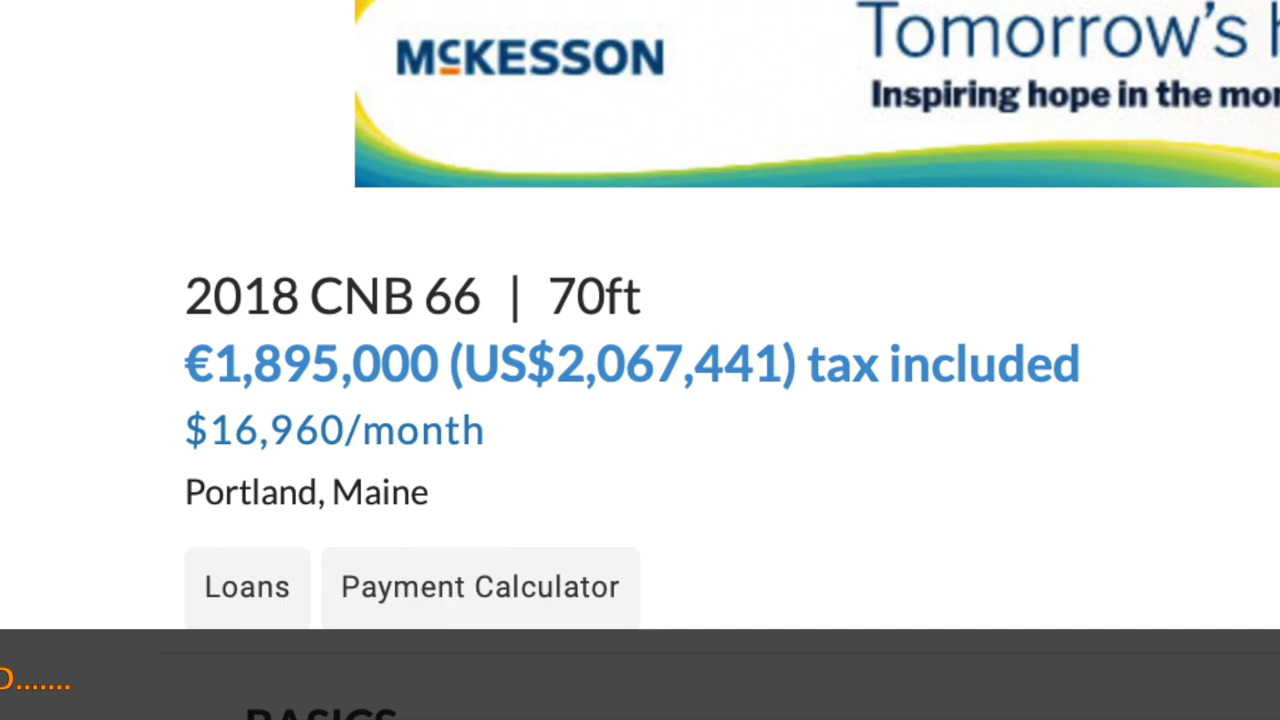 Tomorrow's
McKESSON
Inspiring hope in the
2018 CNB 66 | 70ft
€1,895,000 (US$2,067,441) tax included
$16,960/month
Portland, Maine
Loans
Payment Calculator
D.......
BASICS